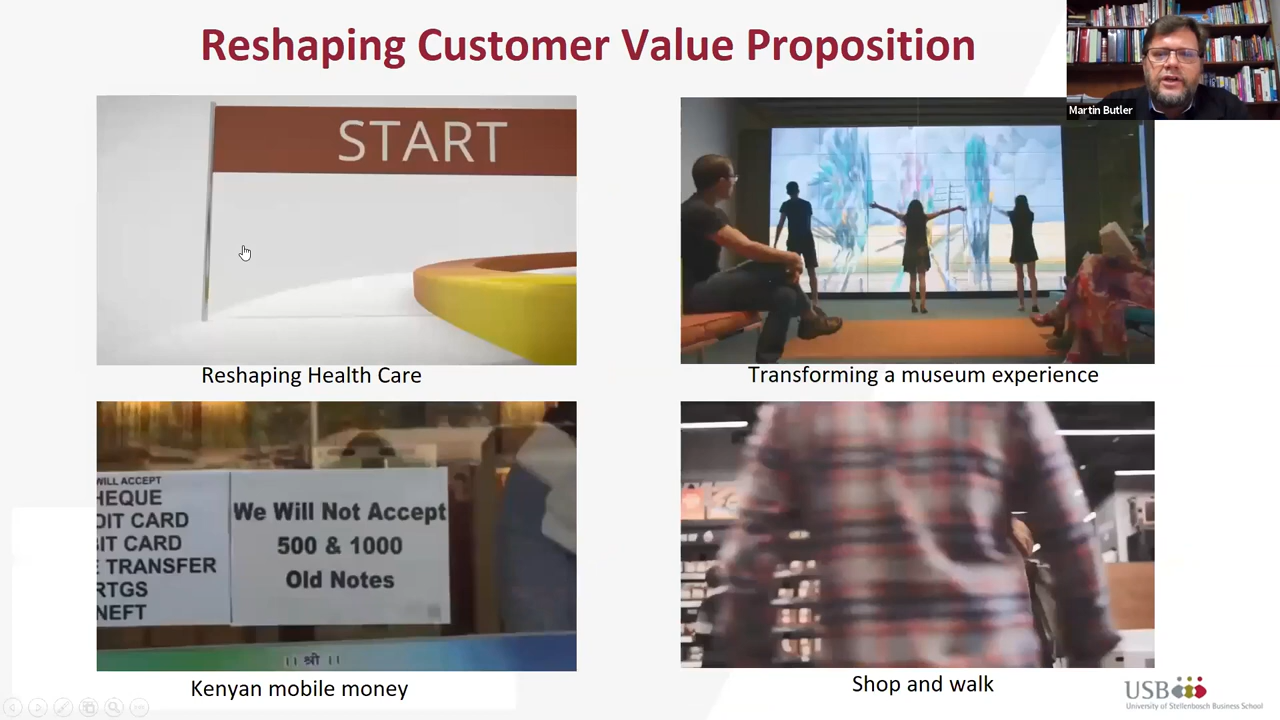 Reshaping Customer Value Proposition
Martin Butler
START
Reshaping Health Care
Transforming a museum experience
WILL ACCEPT
HEQUE
DIT CARD
BIT CARD
E TRANSFER
RTGS
NEFT
We Will Not Accept
500 & 1000
Old Notes
।। श्री ।।
Kenyan mobile money
Shop and walk
USB
University of Stellenbosch Business School